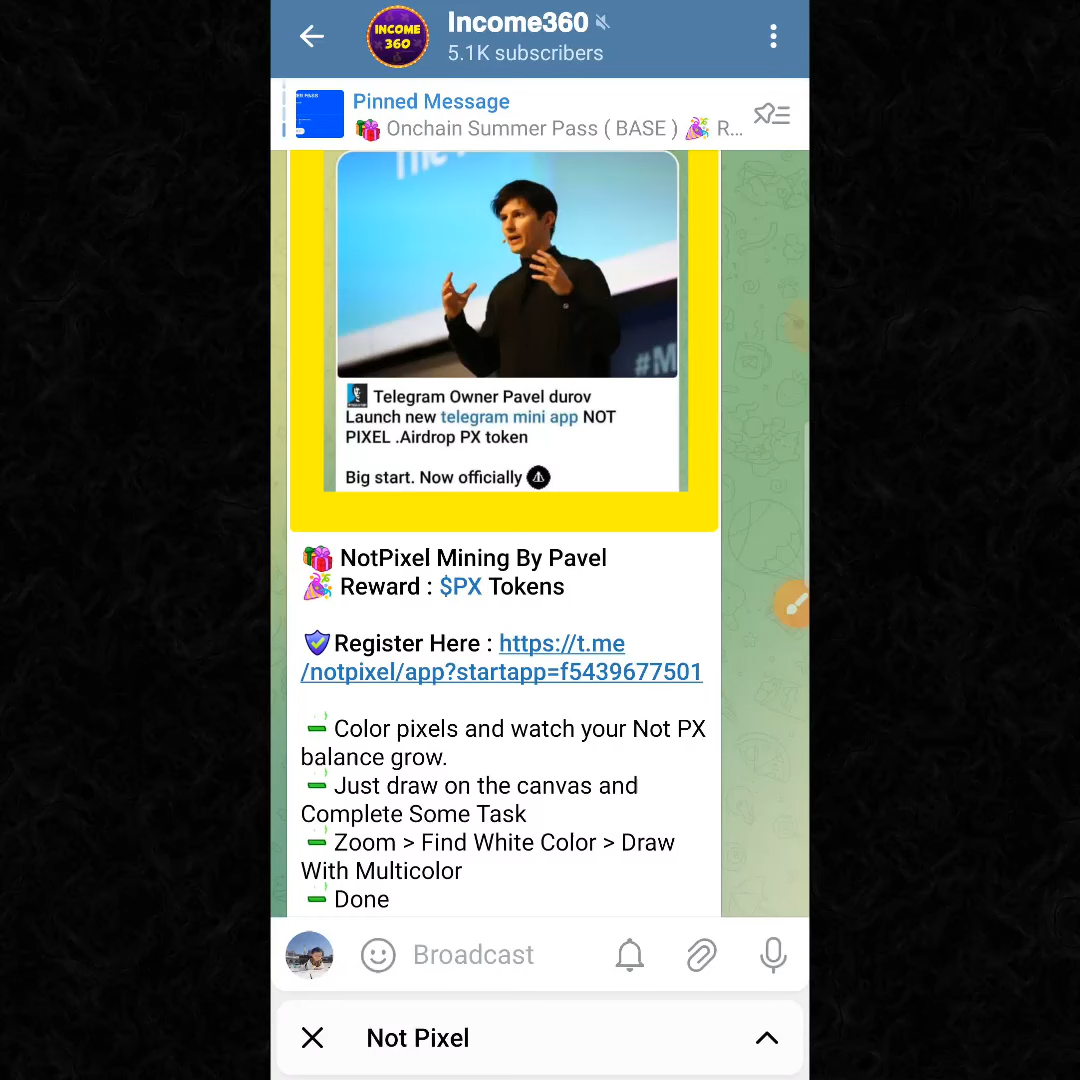 INCOME
360
Income360
5.1K subscribers
Pinned Message
🎁 Onchain Summer Pass ( BASE ) 🎉 R...
#M
Telegram Owner Pavel durov
Launch new telegram mini app NOT
PIXEL .Airdrop PX token
Big start. Now officially
🎁 NotPixel Mining By Pavel
🎉 Reward : $PX Tokens
Register Here : https://t.me
/notpixel/app?startapp=f5439677501
Color pixels and watch your Not PX
balance grow.
Just draw on the canvas and
Complete Some Task
Zoom > Find White Color > Draw
With Multicolor
Done
Broadcast
Not Pixel